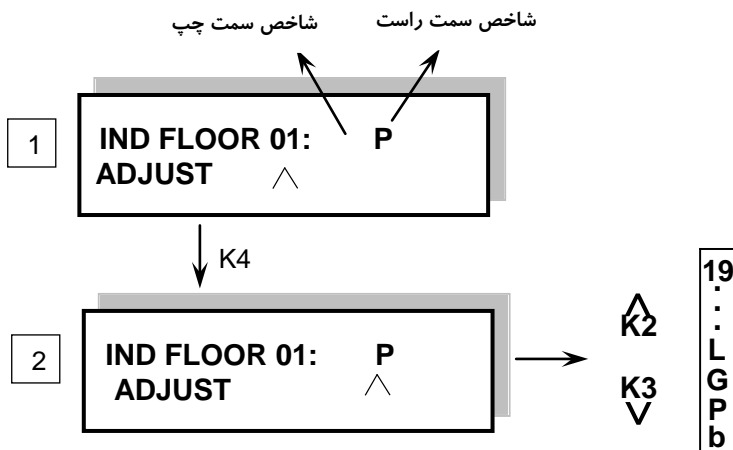 شاخص سمت چپ
شاخص سمت راست
1
IND FLOOR 01: P
ADJUST ^
K4
2
IND FLOOR 01: P
ADJUST ^
^
K2
K3
V
19
.
.
.
L
G
P
b